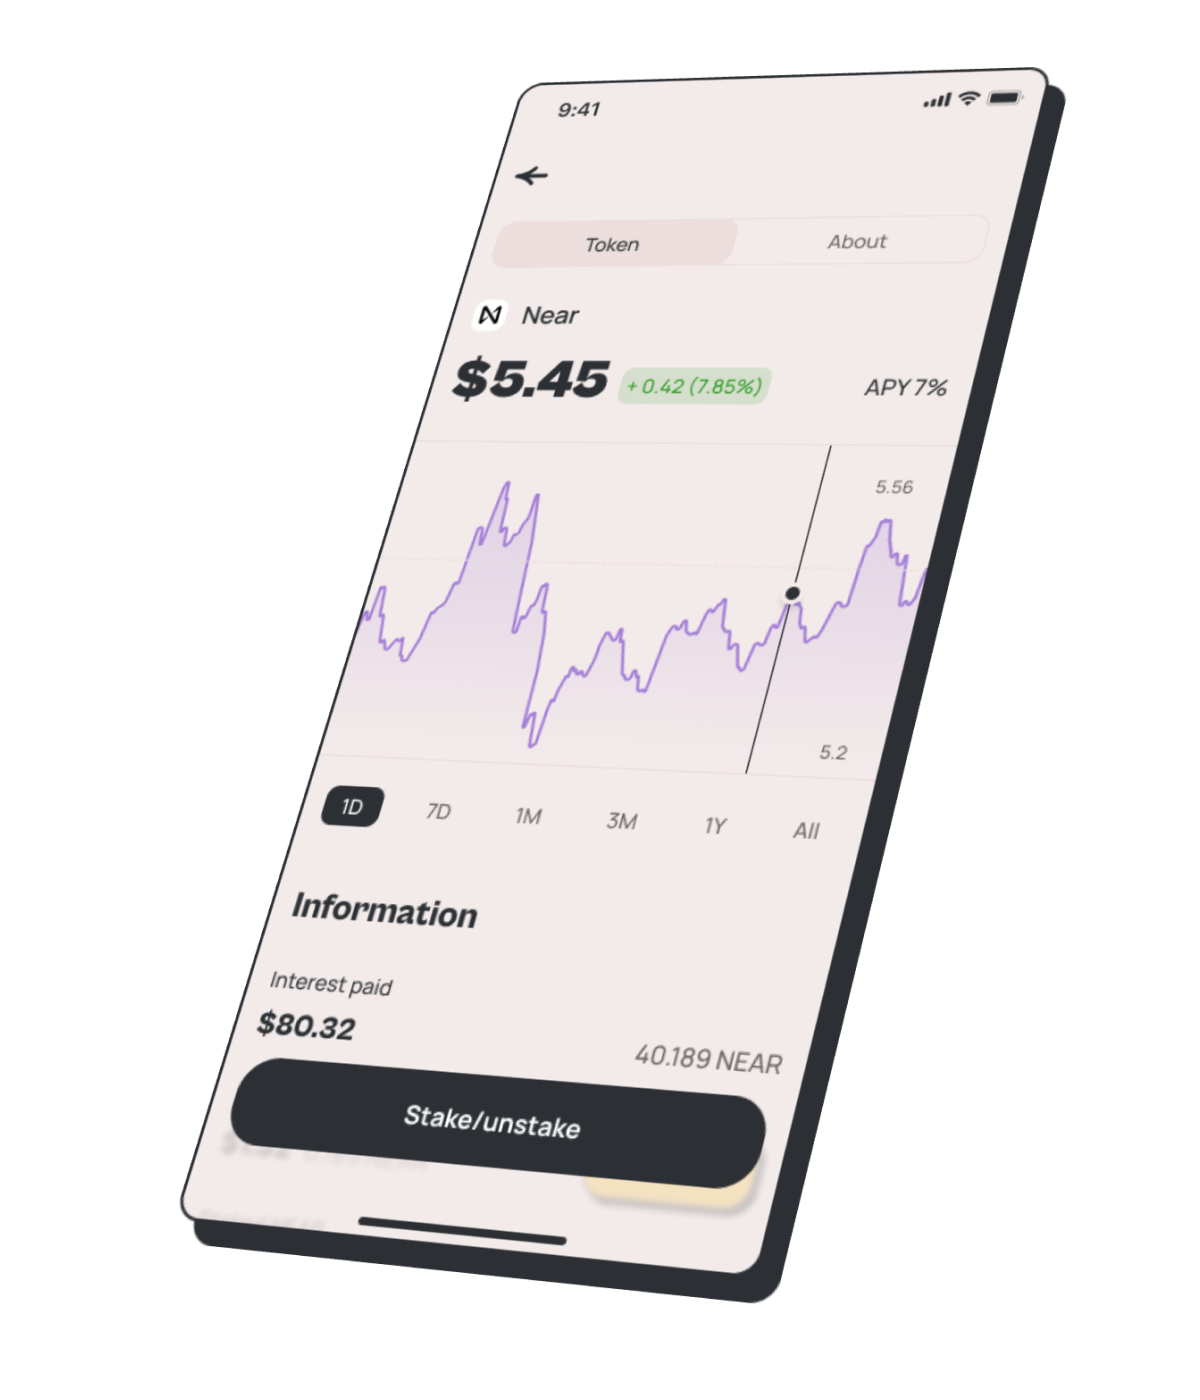 9:41
Token About
Near
$5.45 + 0.42 (7.85%) APY 7%
5.56
5.2
1D 7D 1M 3M 1Y All
Information
Interest paid
$80.32 40.189 NEAR
Stake/unstake